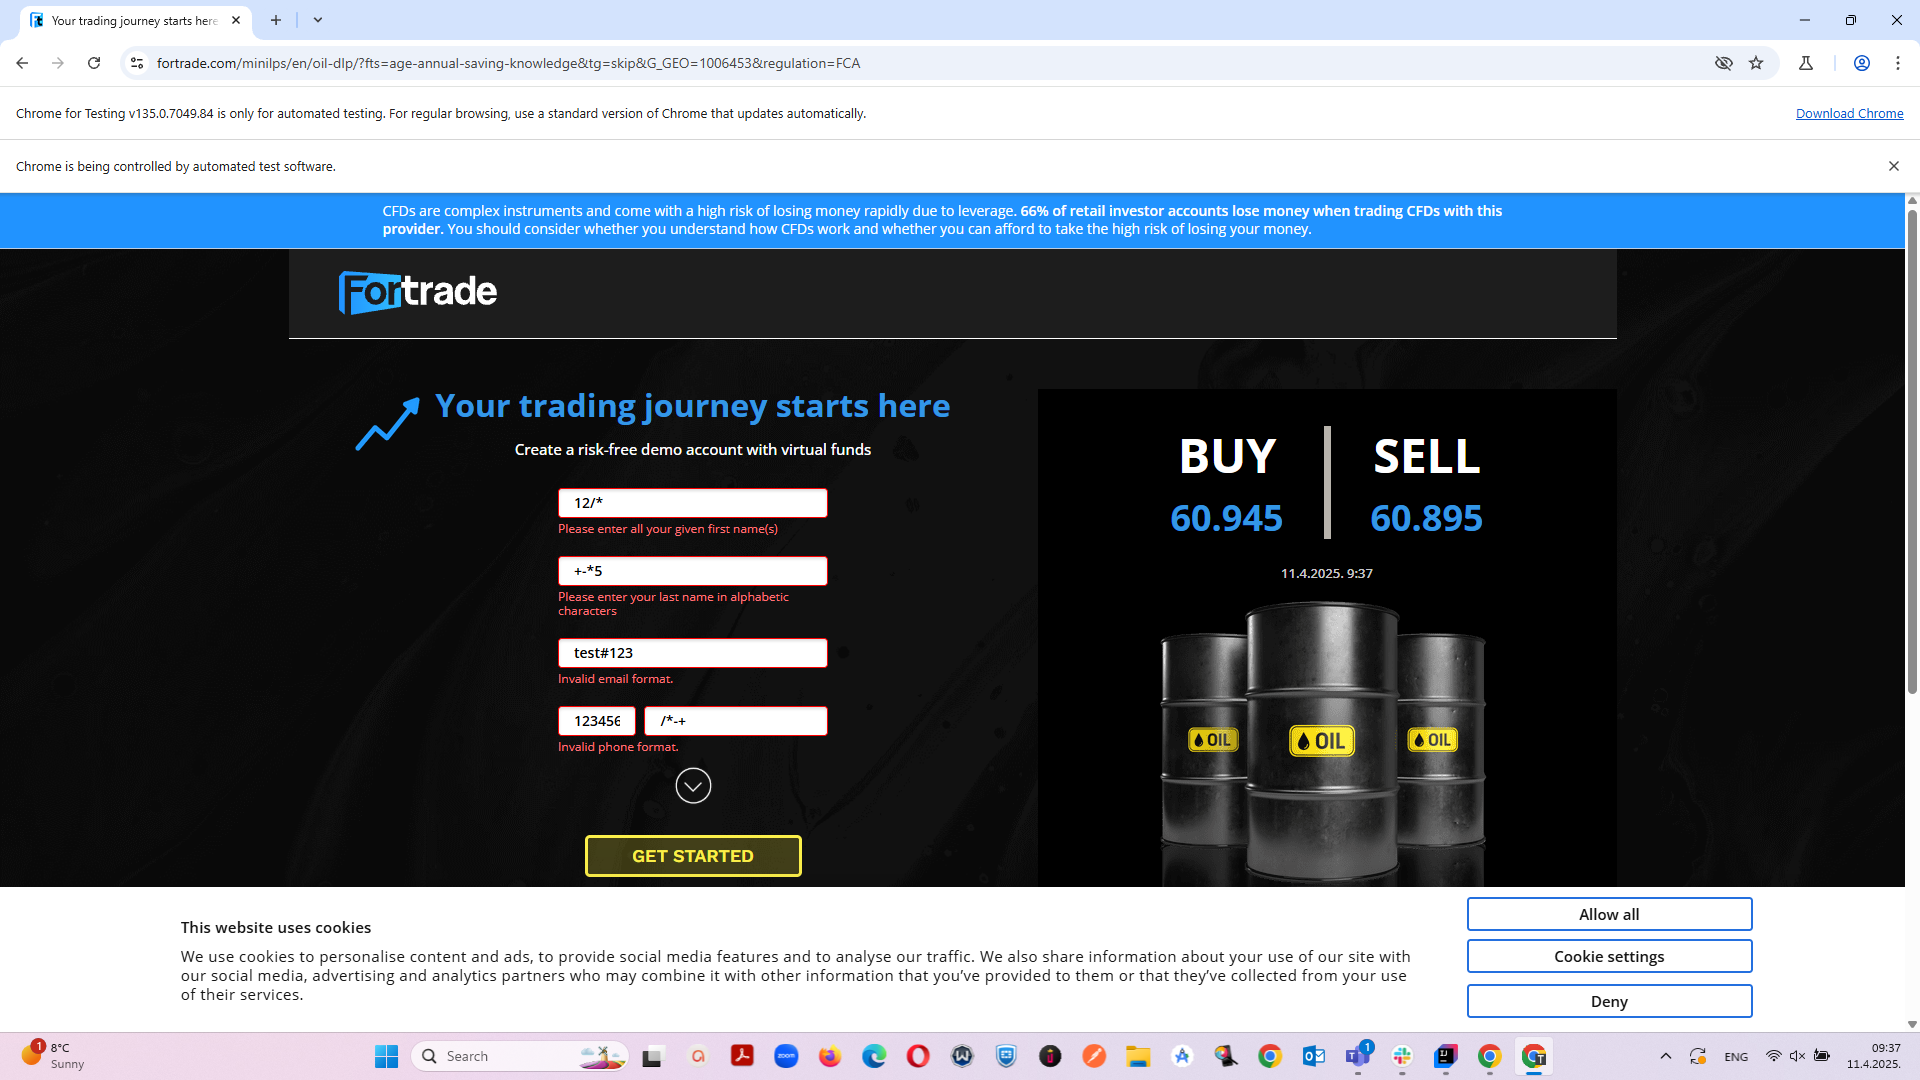 Your trading journey starts here
fortrade.com/minilps/en/oil-dlp/?fts=age-annual-saving-knowledge&tg=skip&G_GEO=1006453&regulation=FCA
Chrome for Testing v135.0.7049.84 is only for automated testing. For regular browsing, use a standard version of Chrome that updates automatically.
Download Chrome
Chrome is being controlled by automated test software.
CFDs are complex instruments and come with a high risk of losing money rapidly due to leverage. 66% of retail investor accounts lose money when trading CFDs with this
provider. You should consider whether you understand how CFDs work and whether you can afford to take the high risk of losing your money.
Fortrade
Your trading journey starts here
Create a risk-free demo account with virtual funds
12/*
Please enter all your given first name(s)
+-*5
Please enter your last name in alphabetic
characters
test#123
Invalid email format.
123456 /*-+
Invalid phone format.
GET STARTED
BUY SELL
60.945 60.895
11.4.2025. 9:37
OIL OIL OIL
This website uses cookies
We use cookies to personalise content and ads, to provide social media features and to analyse our traffic. We also share information about your use of our site with
our social media, advertising and analytics partners who may combine it with other information that you've provided to them or that they've collected from your use
of their services.
Allow all
Cookie settings
Deny
1
8°C
Sunny
Search
zoom
1
ENG
09:37
11.4.2025.